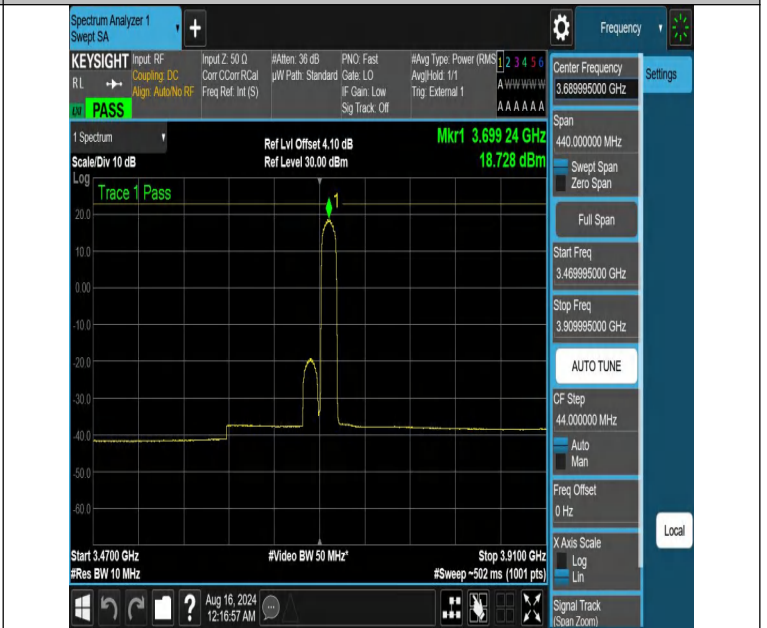 Spectrum Analyzer 1
Swept SA
Frequency
KEYSIGHT
RL
LXI
PASS
Input: RF
Coupling: DC
Align: Auto/No RF
Input Z: 50 Ω
Corr CCorr RCal
Freq Ref: Int (S)
#Atten: 36 dB
µW Path: Standard
PNO: Fast
Gate: LO
IF Gain: Low
Sig Track: Off
#Avg Type: Power (RMS
Avg|Hold: 1/1
Trig: External 1
1 2 3 4 5 6
A W W W W W
A A A A A A
1 Spectrum
Scale/Div 10 dB
Ref Lvl Offset 4.10 dB
Ref Level 30.00 dBm
Mkr1 3.699 24 GHz
18.728 dBm
Log
Trace 1 Pass
1
20.0
10.0
0.00
-10.0
-20.0
-30.0
-40.0
-50.0
-60.0
Start 3.4700 GHz
#Video BW 50 MHz*
Stop 3.9100 GHz
#Res BW 10 MHz
#Sweep ~502 ms (1001 pts)
?
Aug 16, 2024
12:16:57 AM
Center Frequency
3.689995000 GHz
Settings
Span
440.000000 MHz
Swept Span
Zero Span
Full Span
Start Freq
3.469995000 GHz
Stop Freq
3.909995000 GHz
AUTO TUNE
CF Step
44.000000 MHz
Auto
Man
Freq Offset
0 Hz
X Axis Scale
Log
Lin
Local
Signal Track
(Span Zoom)